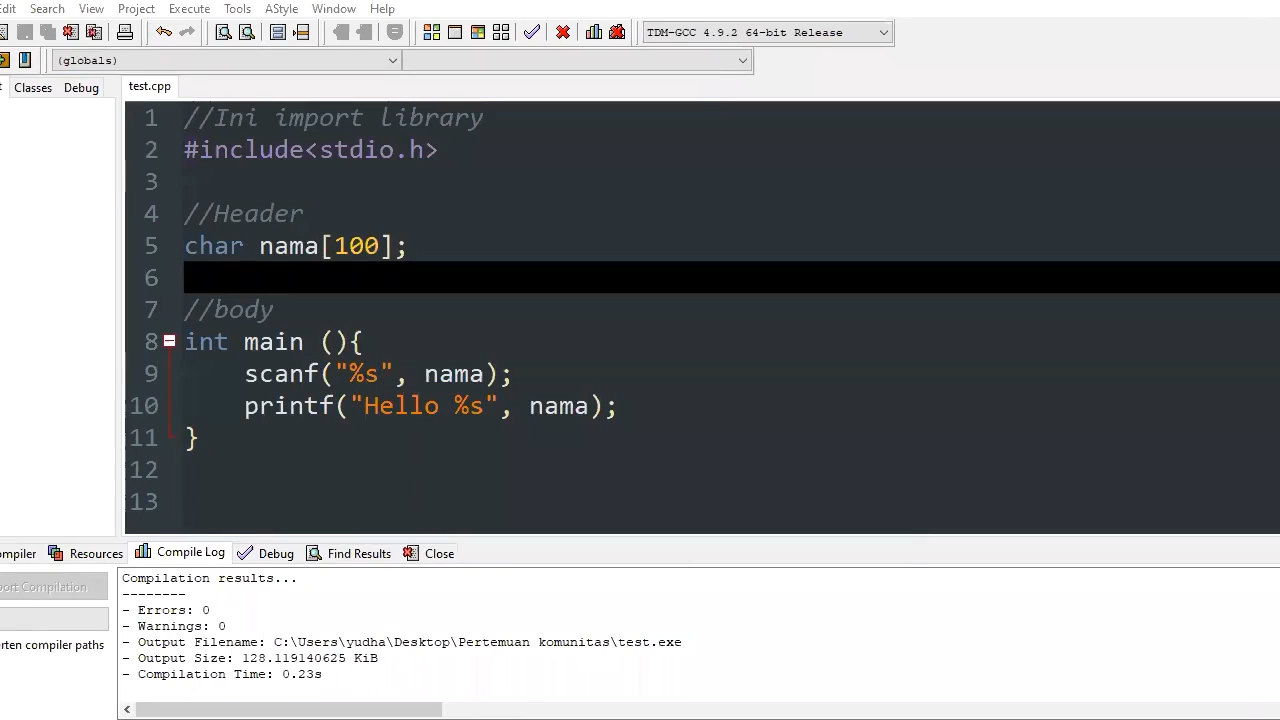 Edit Search View Project Execute Tools AStyle Window Help
TDM-GCC 4.9.2 64-bit Release
(globals)
Classes Debug test.cpp
1 //Ini import library
2 #include<stdio.h>
3
4 //Header
5 char nama[100];
6
7 //body
8 int main (){
9 scanf("%s", nama);
10 printf("Hello %s", nama);
11 }
12
13
ompiler Resources Compile Log Debug Find Results Close
ort Compilation
rten compiler paths
Compilation results...
--------
- Errors: 0
- Warnings: 0
- Output Filename: C:\Users\yudha\Desktop\Pertemuan komunitas\test.exe
- Output Size: 128.119140625 KiB
- Compilation Time: 0.23s